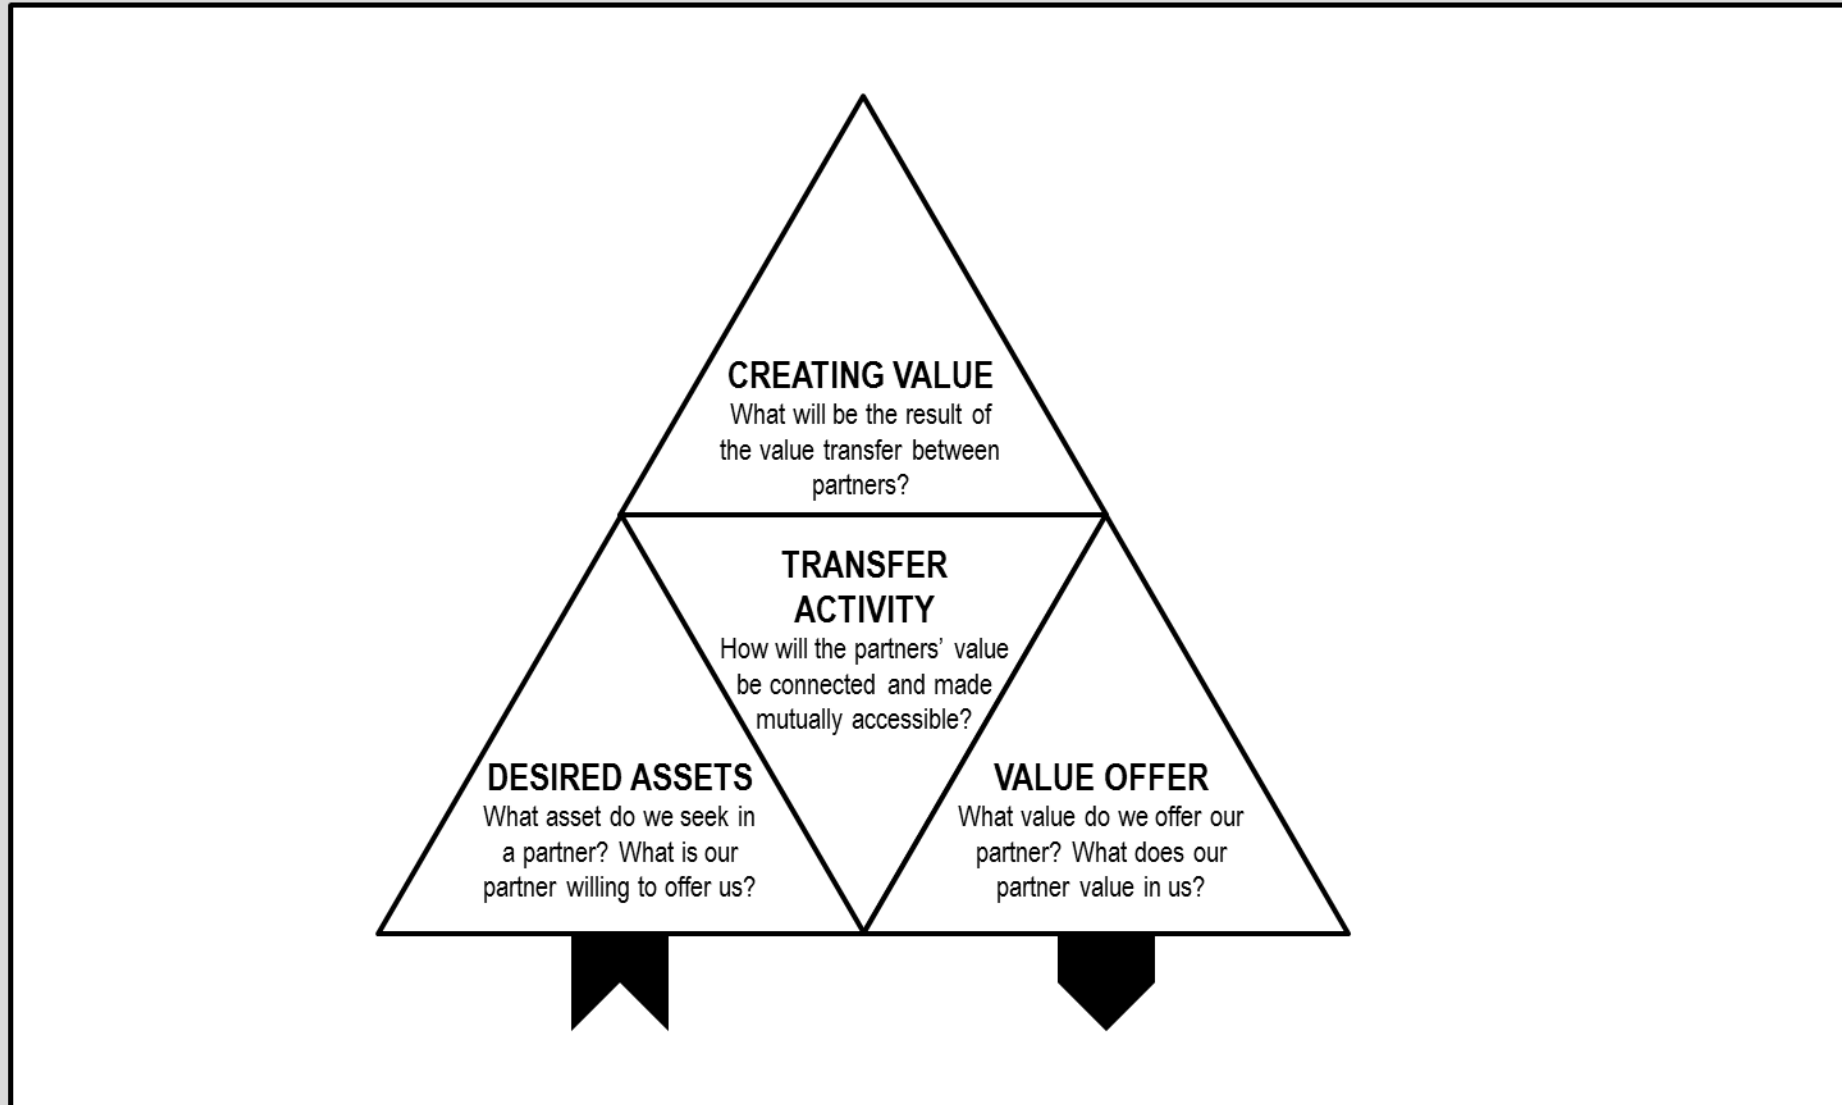 CREATING VALUE
What will be the result of
the value transfer between
partners?
TRANSFER
ACTIVITY
How will the partners’ value
be connected and made
mutually accessible?
DESIRED ASSETS
What asset do we seek in
a partner? What is our
partner willing to offer us?
VALUE OFFER
What value do we offer our
partner? What does our
partner value in us?